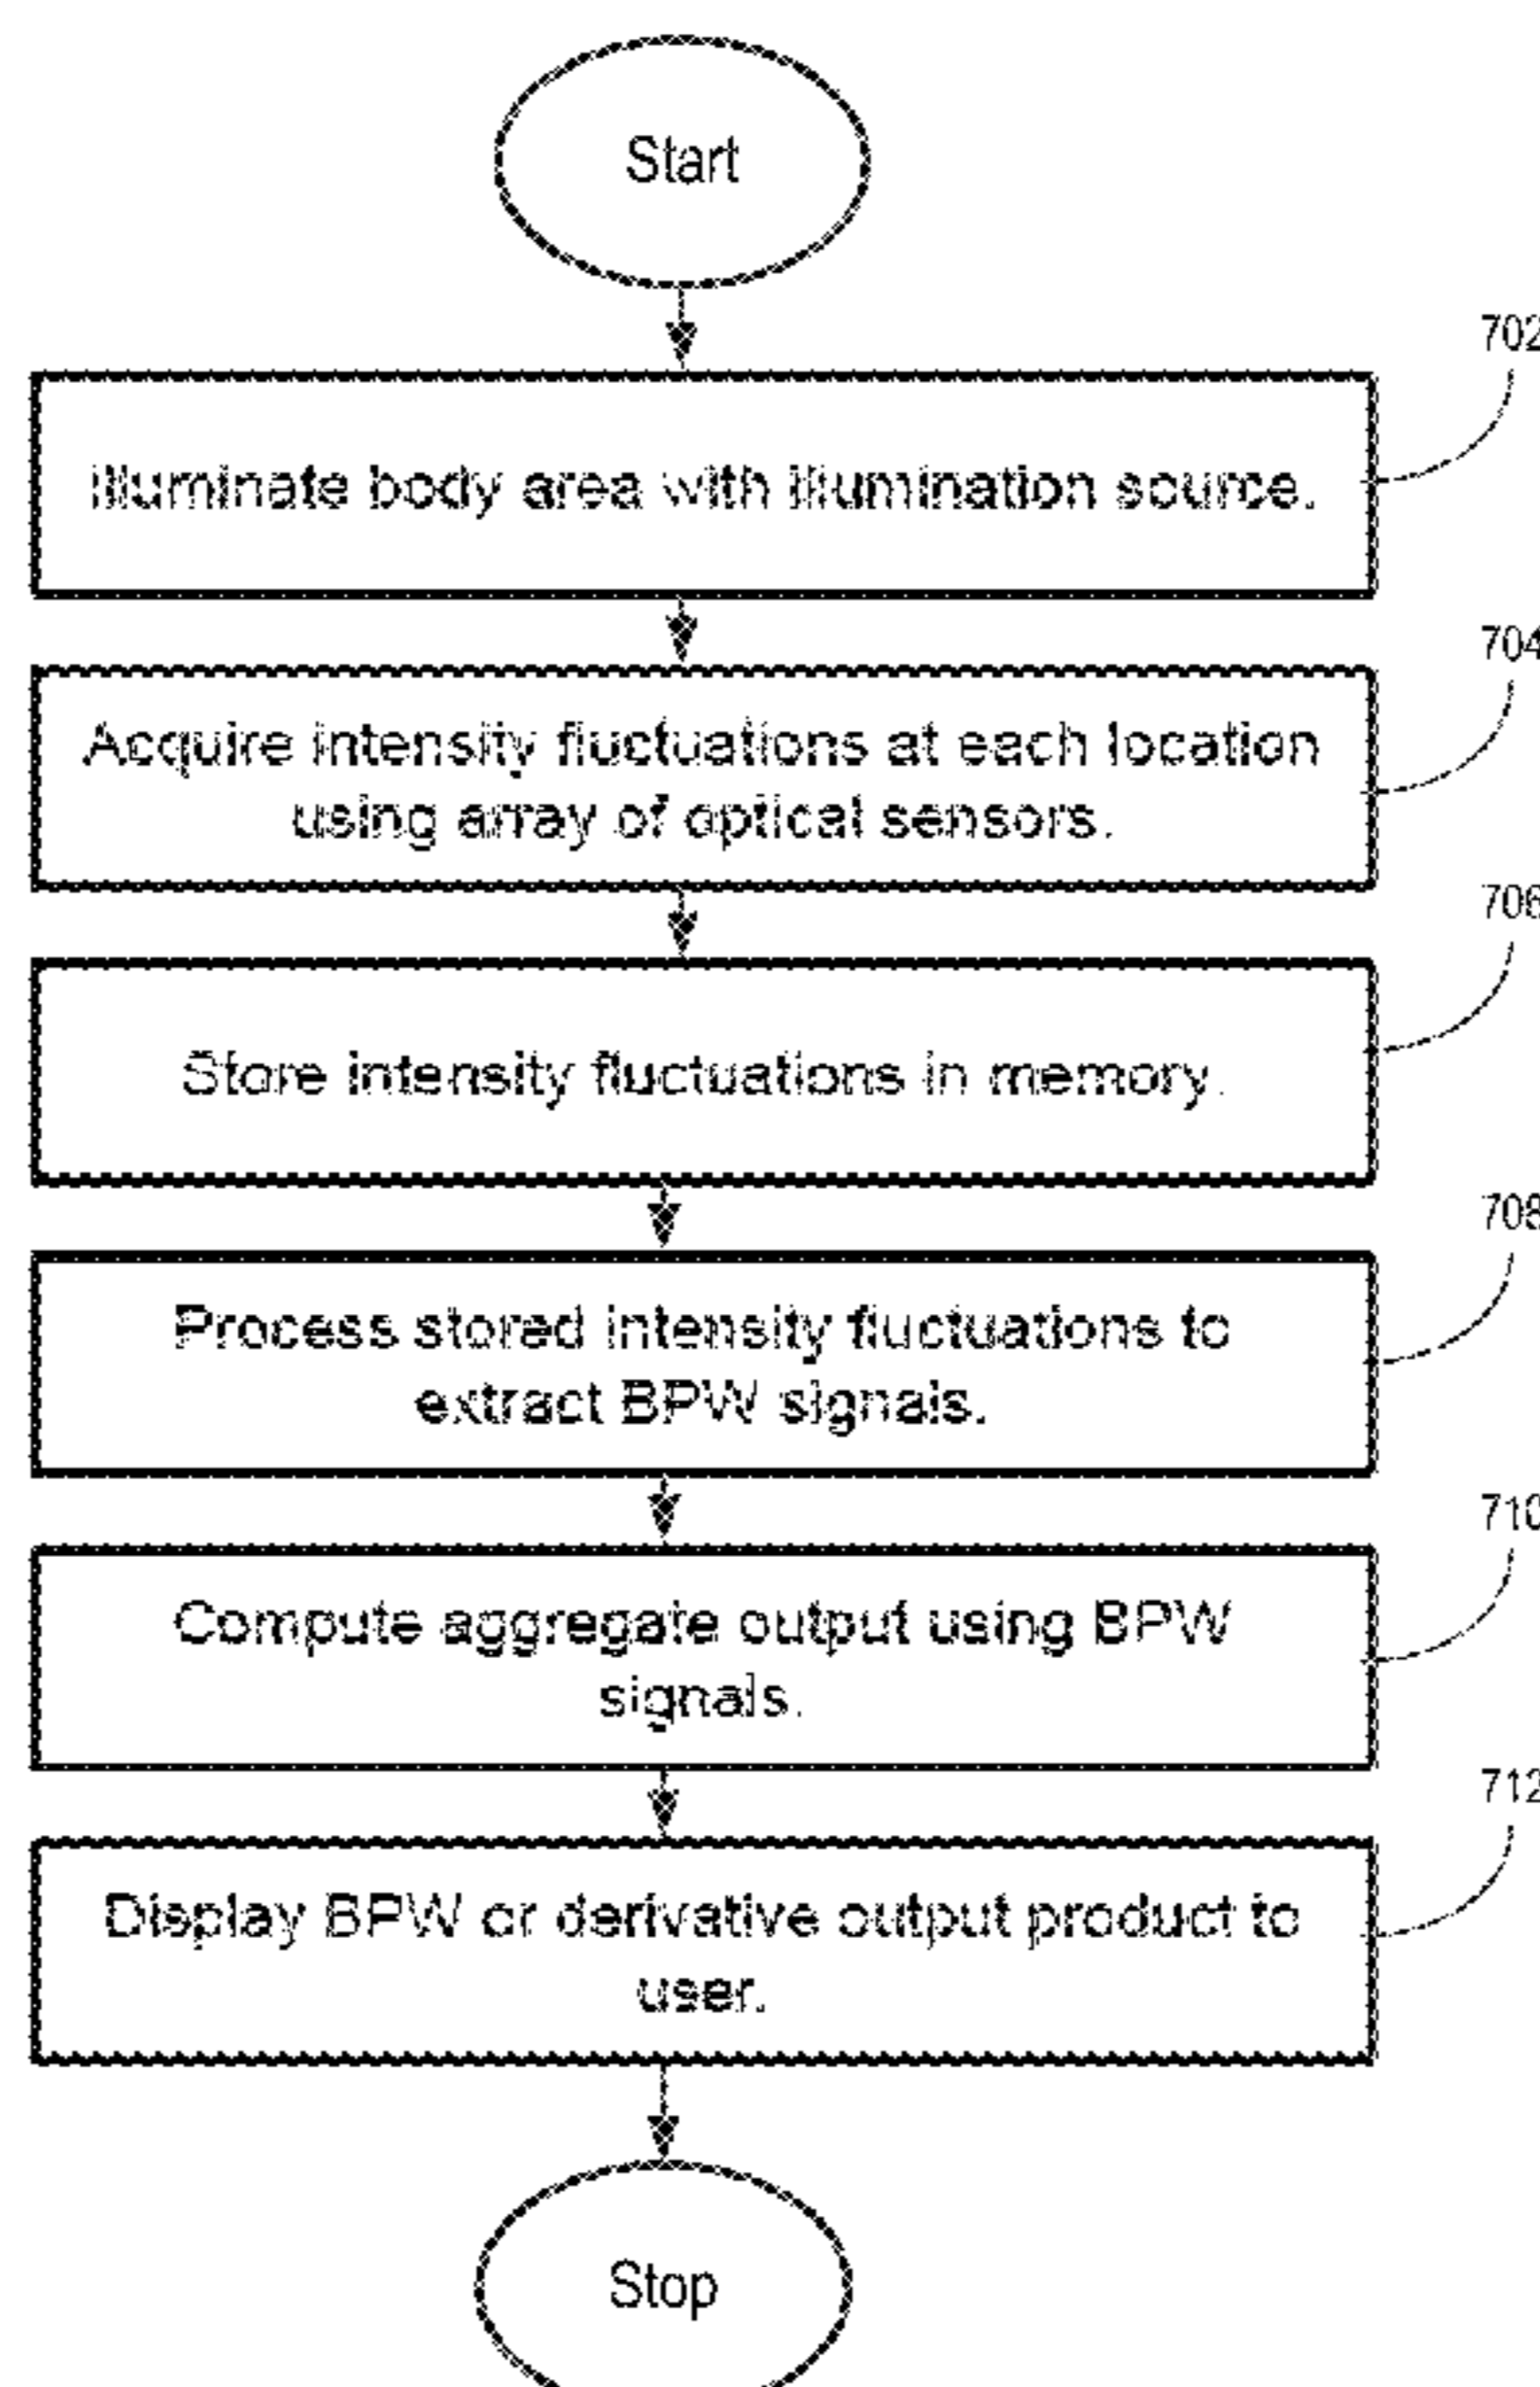 Start
702
Illuminate body area with illumination source.
704
Acquire intensity fluctuations at each location
using array of optical sensors.
706
Store intensity fluctuations in memory.
708
Process stored intensity fluctuations to
extract BPW signals.
710
Compute aggregate output using BPW
signals.
712
Display BPW or derivative output product to
user.
Stop